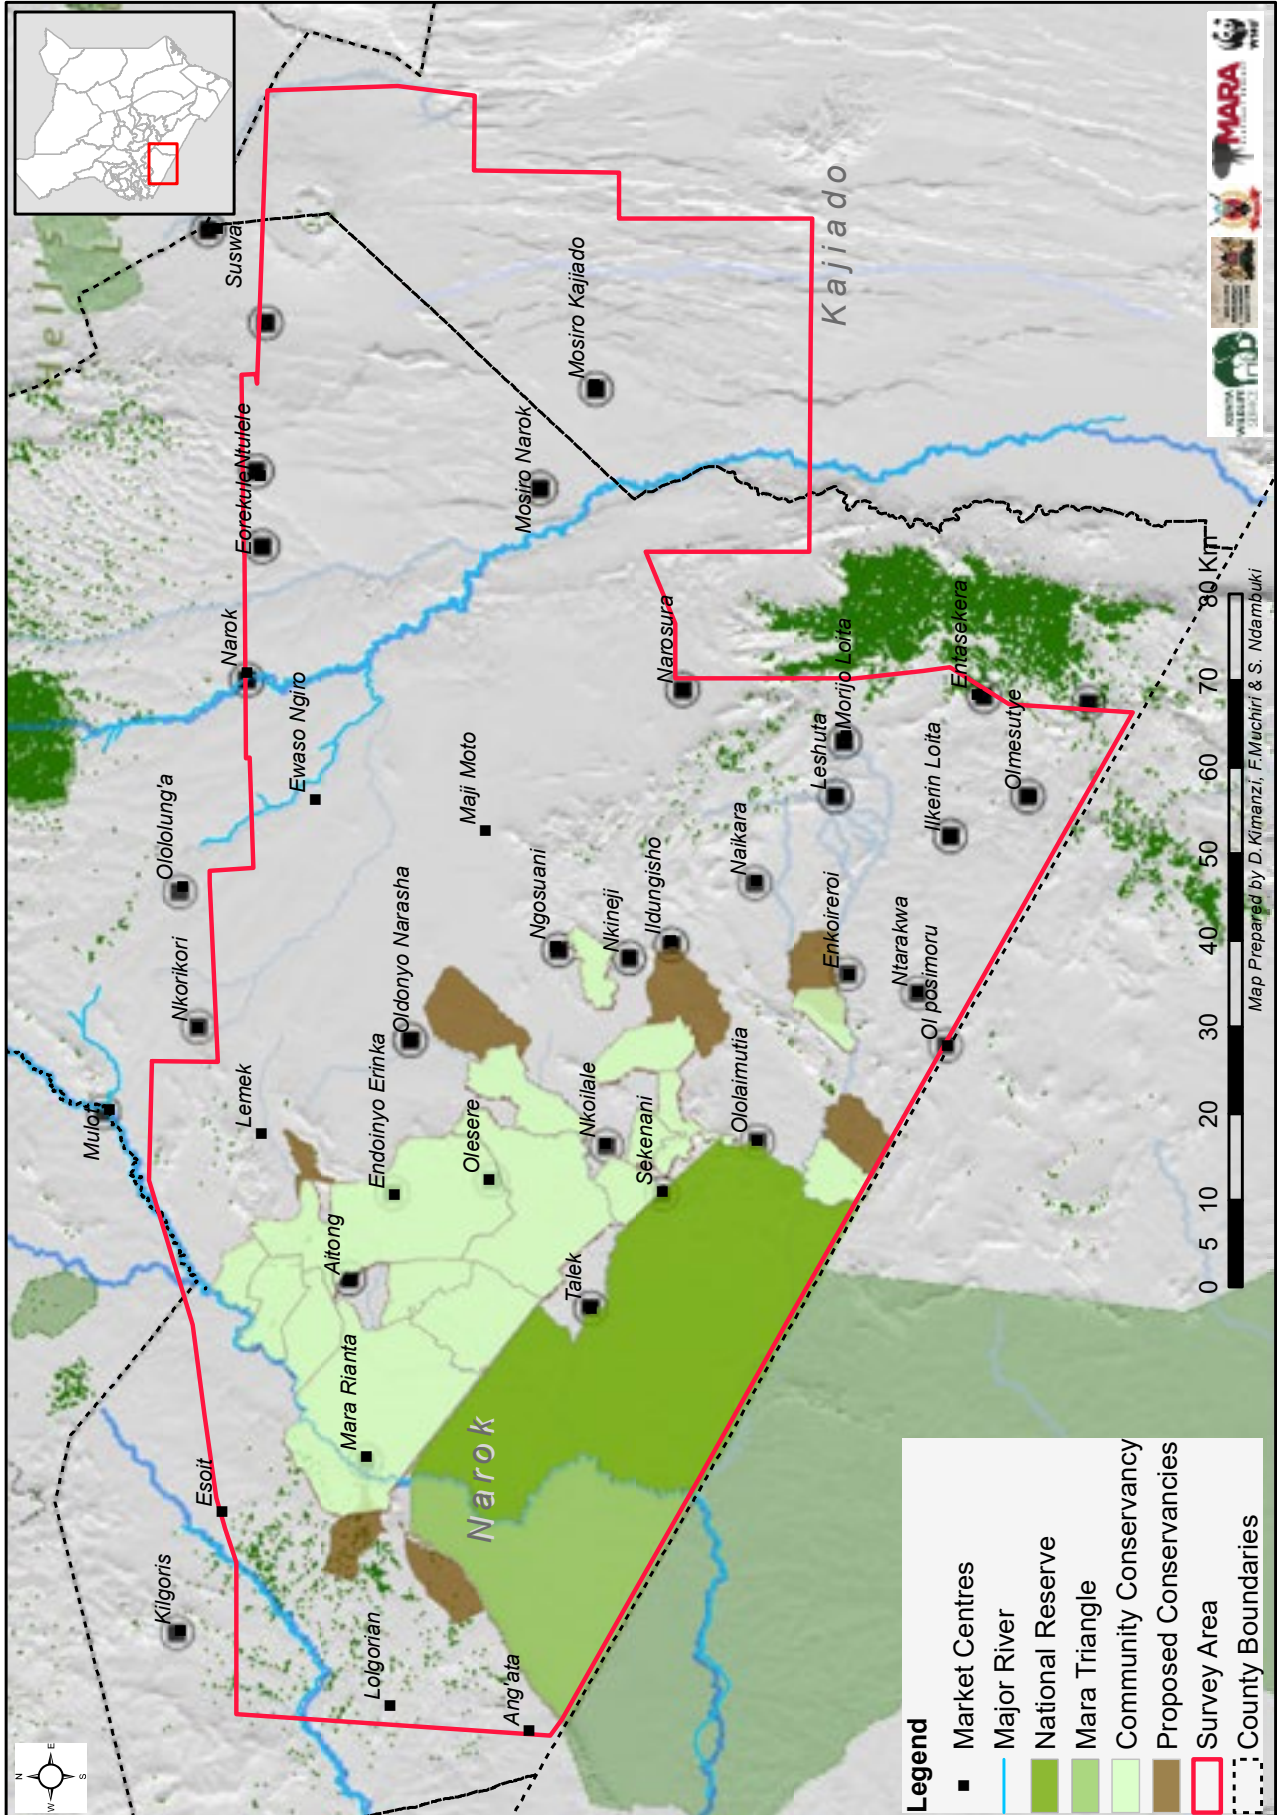 N
W
E
S
Hell's
Suswa
Mosiro Kajiado
Kajiado
Ntulele
Eorekule
Mosiro Narok
Narok
Ewaso Ngiro
Ololulung'a
Maji Moto
Narosura
Morijo Loita
Entasekera
Leshuta
Olmesutye
Ilkerin Loita
Naikara
Nkorikori
Oldonyo Narasha
Ngosuani
Nkineji
Ildungisho
Enkoireroi
Ntarakwa
Ol posimoru
Mulot
Lemek
Endoinyo Erinka
Olesere
Nkoilale
Sekenani
Ololaimutia
Aitong
Talek
Mara Rianta
Narok
Esoit
Kilgoris
Lolgorian
Ang'ata
Legend
Market Centres
Major River
National Reserve
Mara Triangle
Community Conservancy
Proposed Conservancies
Survey Area
County Boundaries
0 5 10 20 30 40 50 60 70 80 Km
Map Prepared by D.Kimanzi, F.Muchiri & S. Ndambuki
MARA
WWF